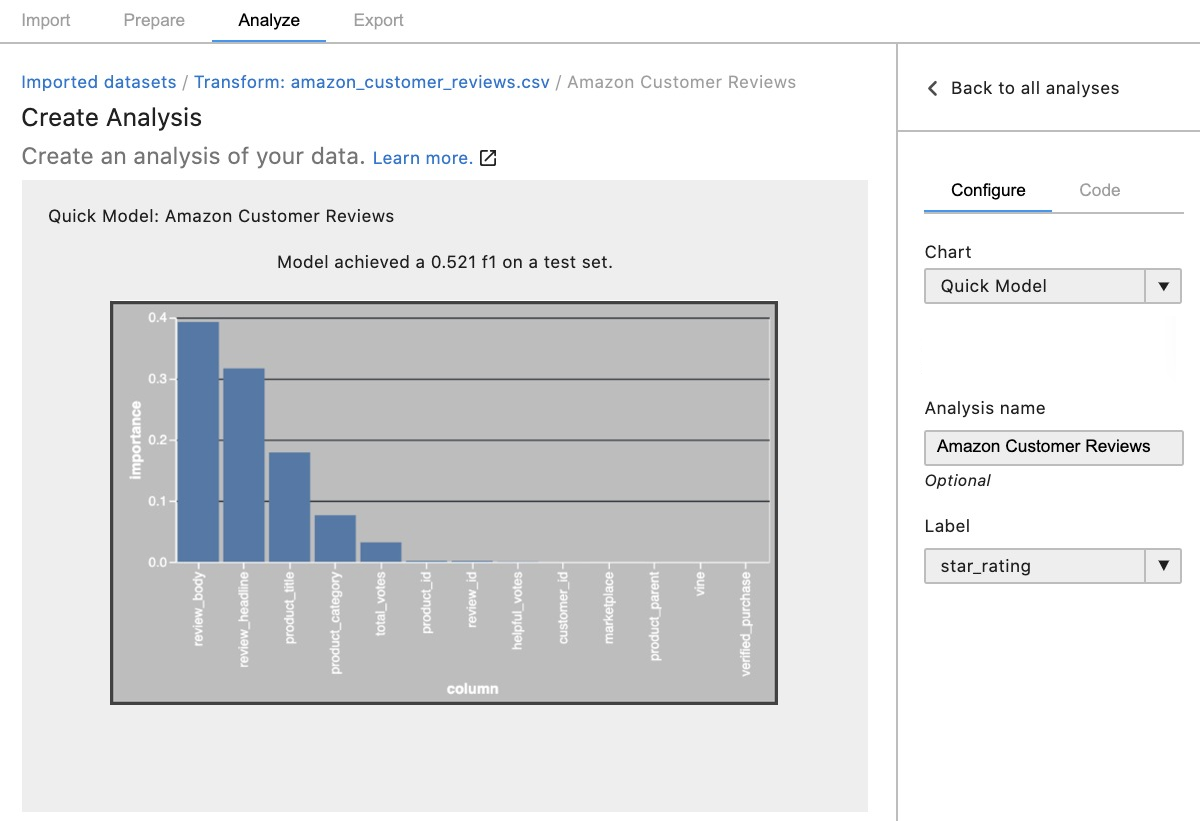 Import Prepare Analyze Export
Imported datasets / Transform: amazon_customer_reviews.csv / Amazon Customer Reviews
Create Analysis
Create an analysis of your data. Learn more.
Quick Model: Amazon Customer Reviews
Model achieved a 0.521 f1 on a test set.
0.4
0.3
0.2
0.1
0.0
importance
review_body
review_headline
product_title
product_category
total_votes
product_id
review_id
helpful_votes
customer_id
marketplace
product_parent
vine
verified_purchase
column
Back to all analyses
Configure Code
Chart
Quick Model
Analysis name
Amazon Customer Reviews
Optional
Label
star_rating